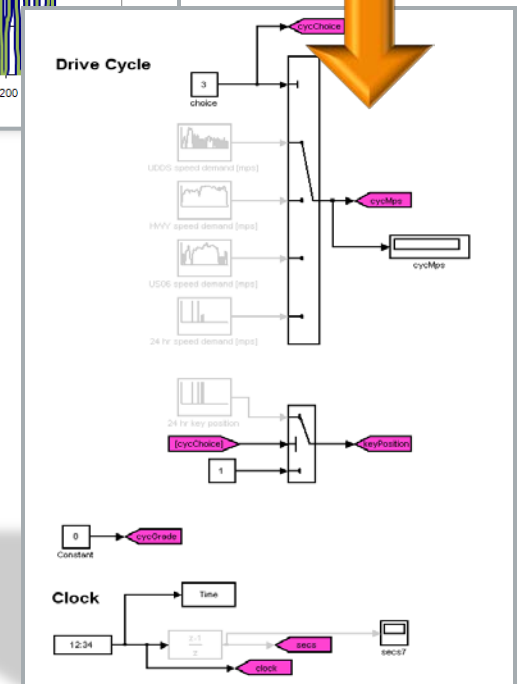 200
cycChoice
Drive Cycle
3
choice
UDDS speed demand [mps]
HWY speed demand [mps]
cycMps
cycMps
US06 speed demand [mps]
24 hr speed demand [mps]
24 hr key position
[cycChoice]
keyPosition
1
0
cycGrade
Constant
Clock
Time
12:34
z-1
z
secs
secs7
clock